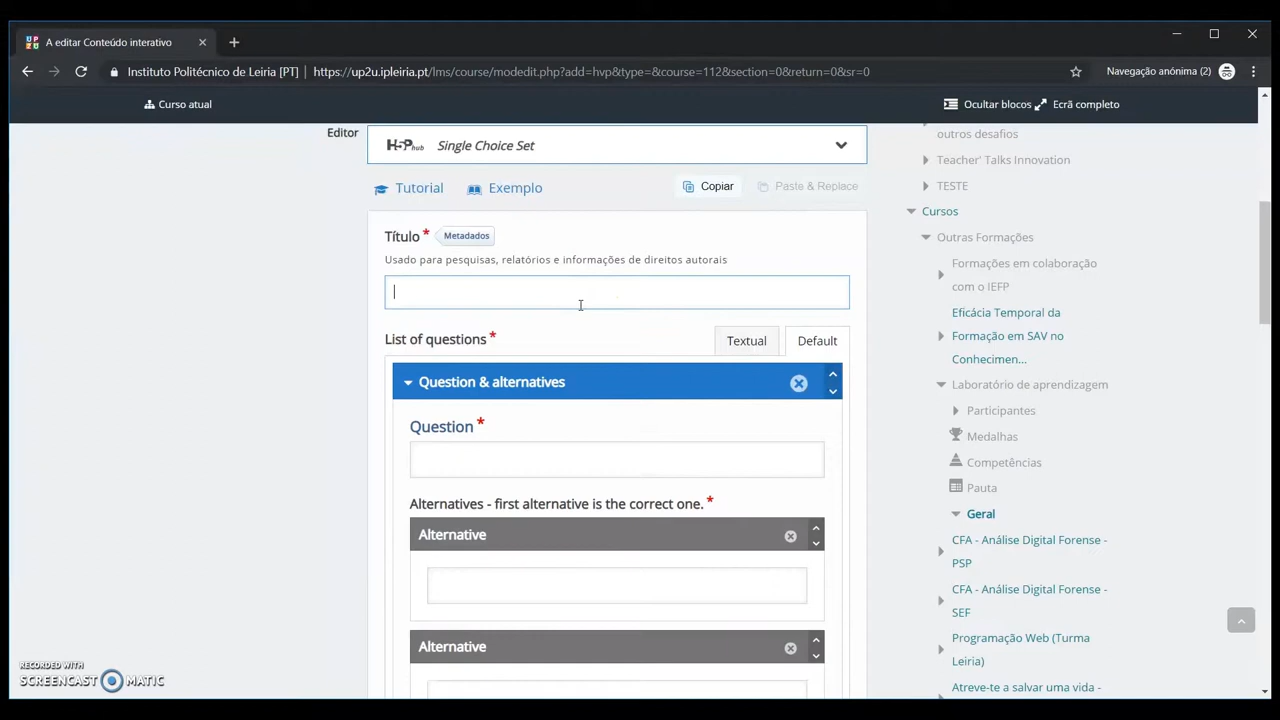 A editar Conteúdo interativo
Instituto Politécnico de Leiria [PT]
https://up2u.ipleiria.pt/lms/course/modedit.php?add=hvp&type=&course=112&section=0&return=0&sr=0
Navegação anónima (2)
Curso atual
Ocultar blocos
Ecrã completo
Editor
H5P hub
Single Choice Set
Tutorial
Exemplo
Copiar
Paste & Replace
Título *
Metadados
Usado para pesquisas, relatórios e informações de direitos autorais
List of questions *
Textual
Default
Question & alternatives
Question *
Alternatives - first alternative is the correct one. *
Alternative
Alternative
outros desafios
Teacher' Talks Innovation
TESTE
Cursos
Outras Formações
Formações em colaboração
com o IEFP
Eficácia Temporal da
Formação em SAV no
Conhecimen...
Laboratório de aprendizagem
Participantes
Medalhas
Competências
Pauta
Geral
CFA - Análise Digital Forense -
PSP
CFA - Análise Digital Forense -
SEF
Programação Web (Turma
Leiria)
Atreve-te a salvar uma vida -
RECORDED WITH
SCREENCAST MATIC